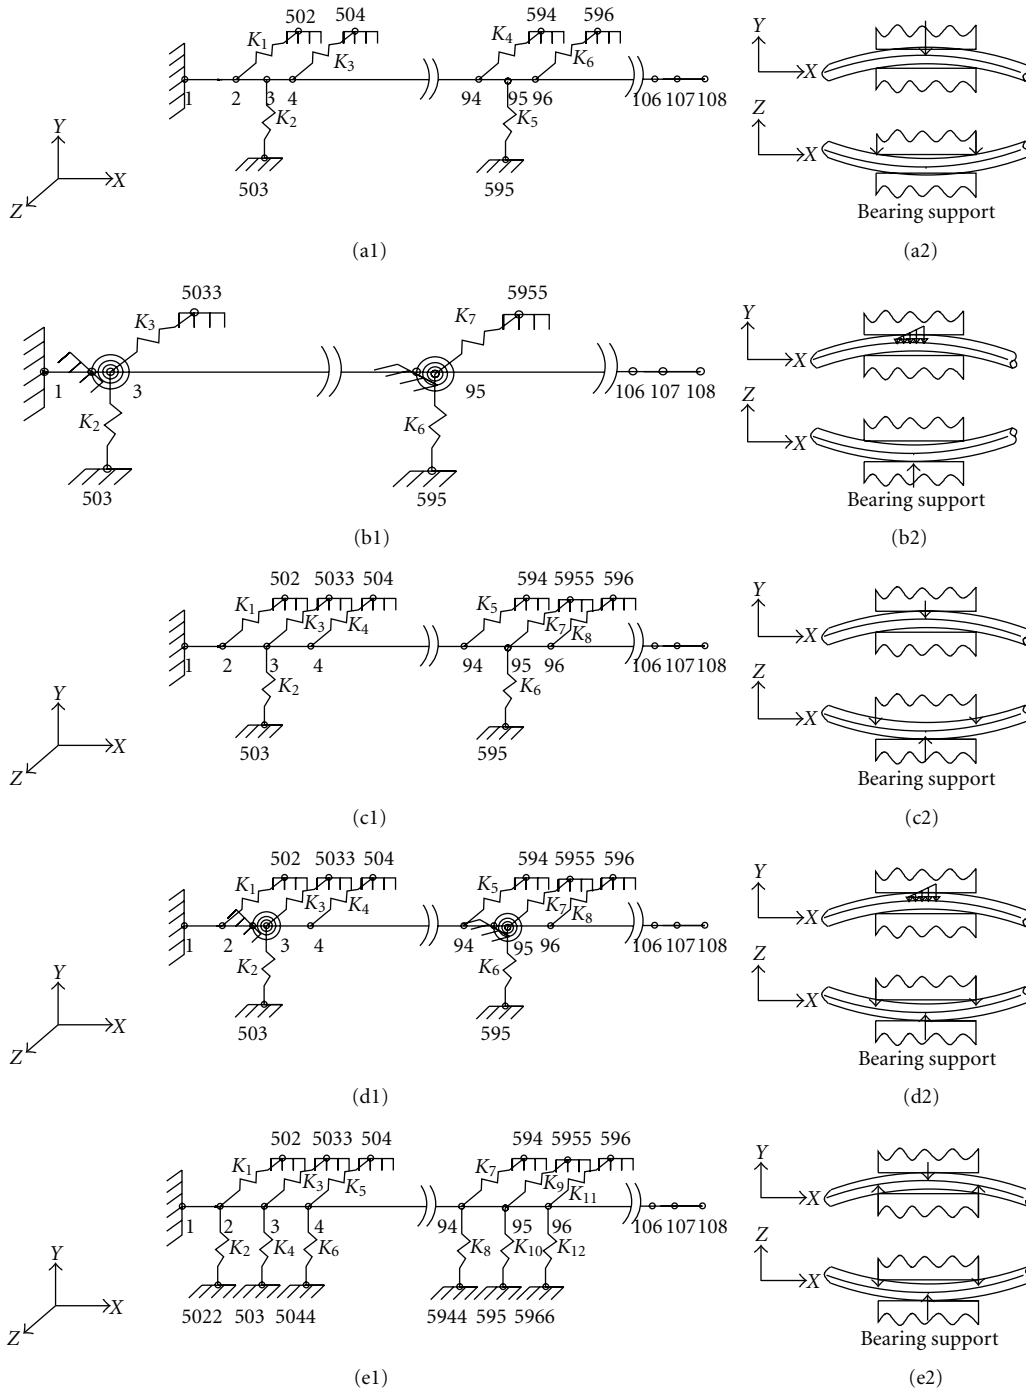 502 504 594 596
K1 K3 K4 K6
1 2 3 4 94 95 96 106 107 108
K2 K5
503 595
Y X Z
(a1)
Y X
Z X
Bearing support
(a2)
5033 5955
K3 K7
1 3 95 106 107 108
K2 K6
503 595
(b1)
Y X
Z X
Bearing support
(b2)
502 5033 504 594 5955 596
K1 K3 K4 K5 K7 K8
1 2 3 4 94 95 96 106 107 108
K2 K6
503 595
Y X Z
(c1)
Y X
Z X
Bearing support
(c2)
502 5033 504 594 5955 596
K1 K3 K4 K5 K7 K8
1 2 3 4 94 95 96 106 107 108
K2 K6
503 595
Y X Z
(d1)
Y X
Z X
Bearing support
(d2)
502 5033 504 594 5955 596
K1 K3 K5 K7 K9 K11
1 2 3 4 94 95 96 106 107 108
K2 K4 K6 K8 K10 K12
5022 503 5044 5944 595 5966
Y X Z
(e1)
Y X
Z X
Bearing support
(e2)